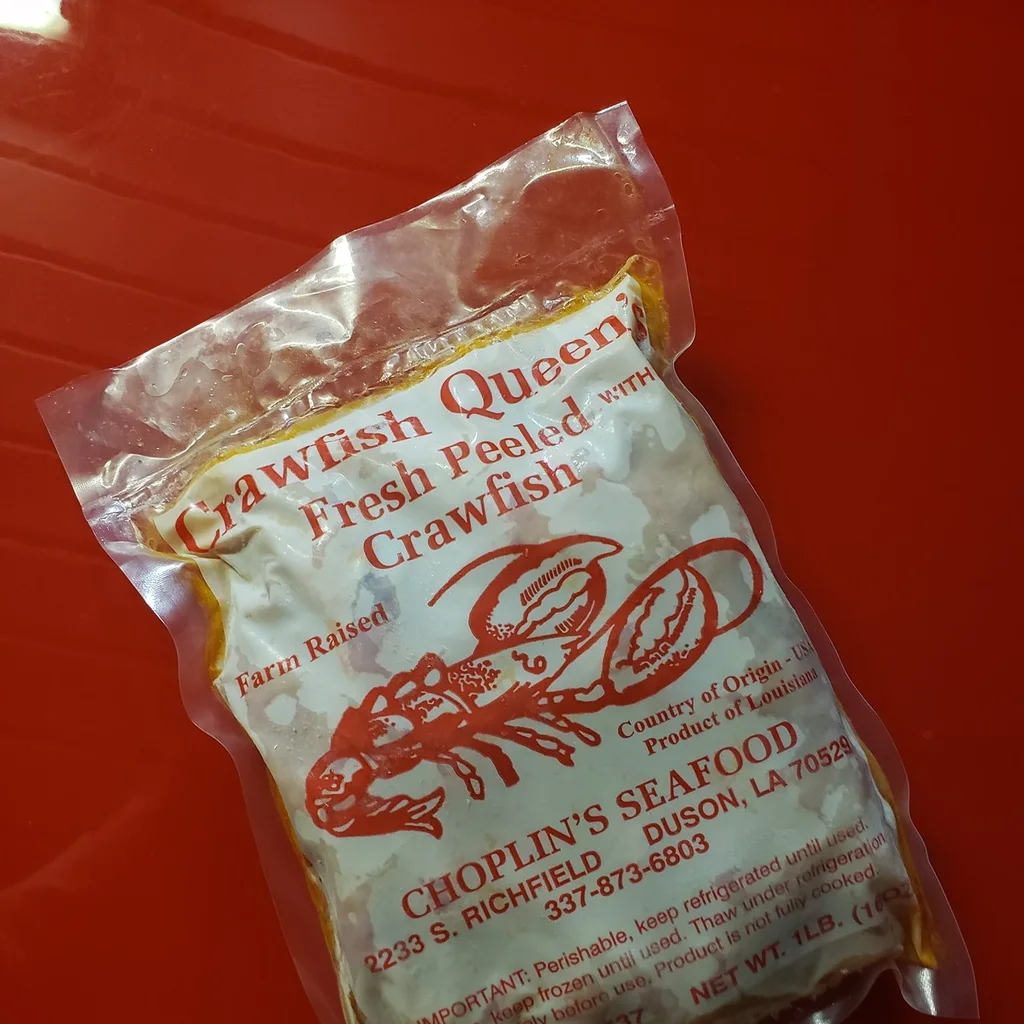 Crawfish Queen's
Fresh Peeled WITH
Crawfish
Farm Raised
Country of Origin - USA
Product of Louisiana
CHOPLIN'S SEAFOOD
2233 S. RICHFIELD DUSON, LA 70529
337-873-6803
IMPORTANT: Perishable, keep refrigerated until used.
keep frozen until used. Thaw under refrigeration
before use. Product is not fully cooked.
NET WT. 1LB.